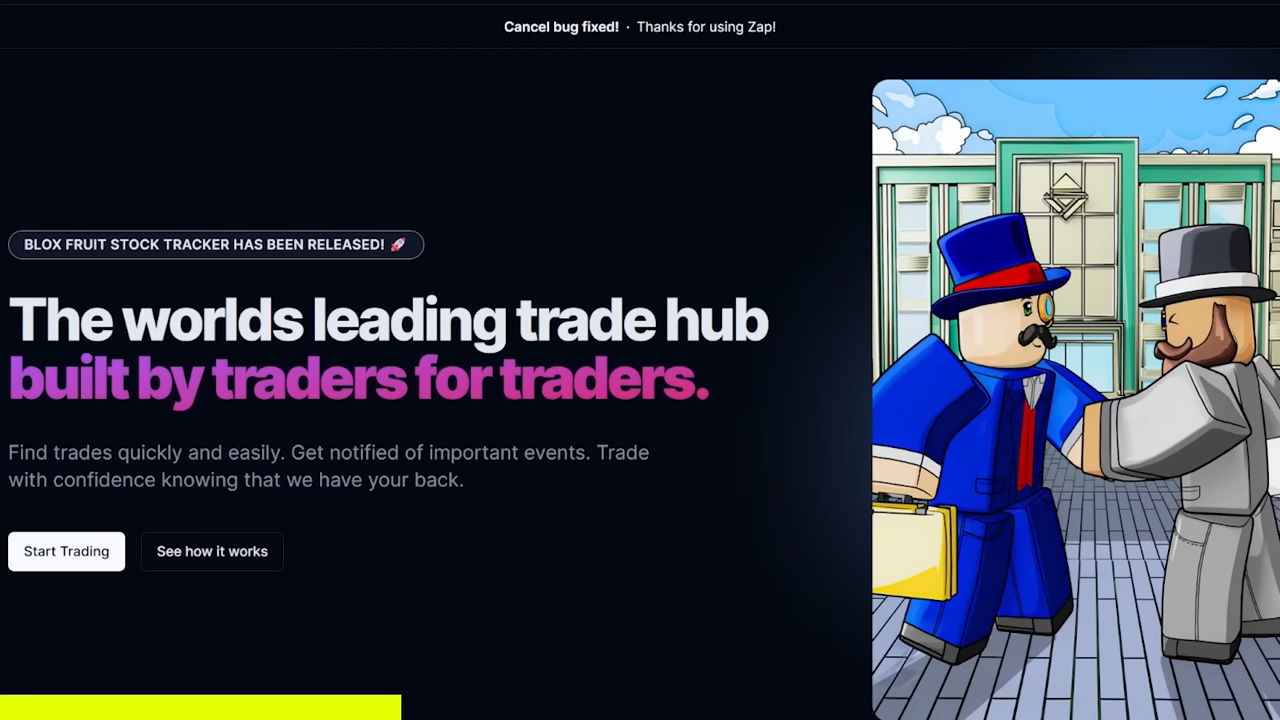 Cancel bug fixed! · Thanks for using Zap!
BLOX FRUIT STOCK TRACKER HAS BEEN RELEASED! 🚀
The worlds leading trade hub
built by traders for traders.
Find trades quickly and easily. Get notified of important events. Trade
with confidence knowing that we have your back.
Start Trading
See how it works